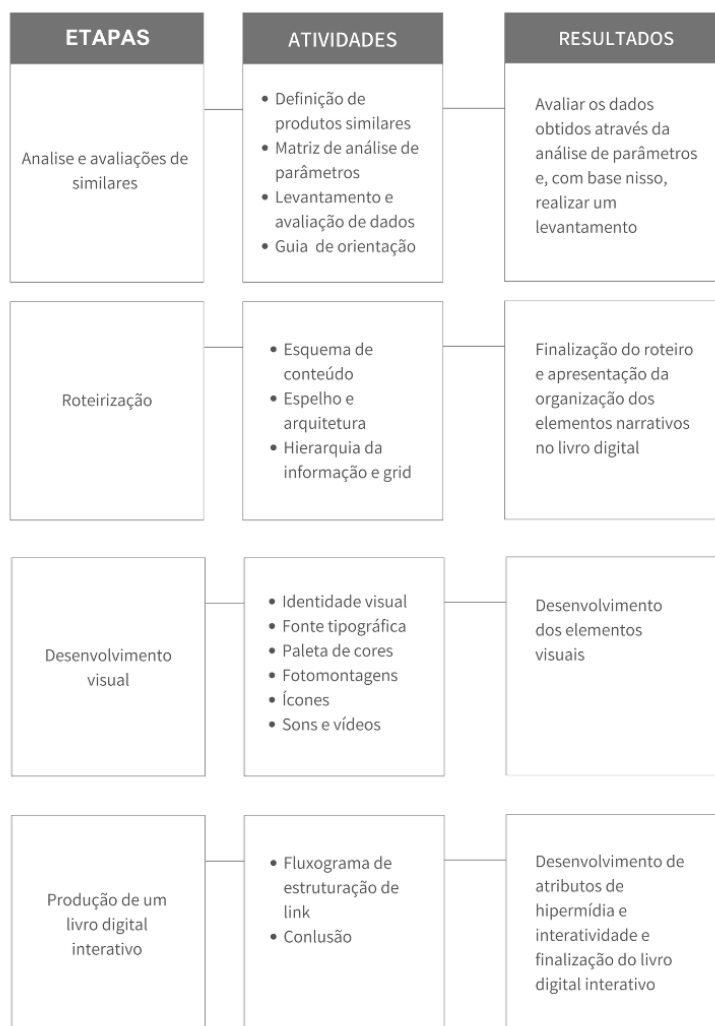 ETAPAS
ATIVIDADES
RESULTADOS
Analise e avaliações de
similares
• Definição de
produtos similares
• Matriz de análise de
parâmetros
• Levantamento e
avaliação de dados
• Guia de orientação
Avaliar os dados
obtidos através da
análise de parâmetros
e, com base nisso,
realizar um
levantamento
Roteirização
• Esquema de
conteúdo
• Espelho e
arquitetura
• Hierarquia da
informação e grid
Finalização do roteiro
e apresentação da
organização dos
elementos narrativos
no livro digital
Desenvolvimento
visual
• Identidade visual
• Fonte tipográfica
• Paleta de cores
• Fotomontagens
• Ícones
• Sons e vídeos
Desenvolvimento
dos elementos
visuais
Produção de um
livro digital
interativo
• Fluxograma de
estruturação de
link
• Conlusão
Desenvolvimento de
atributos de
hipermídia e
interatividade e
finalização do livro
digital interativo